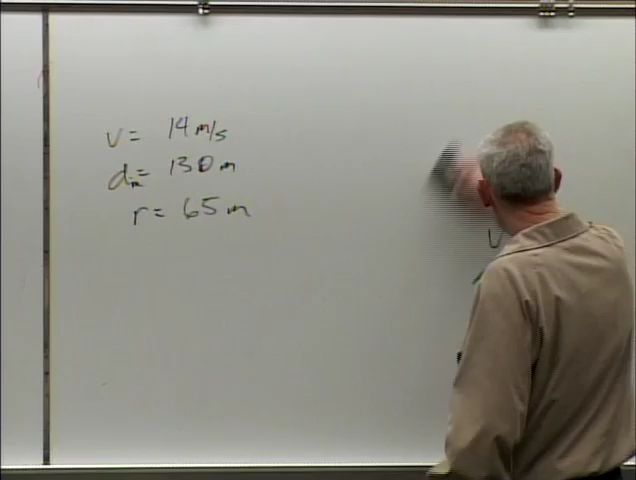 v = 14 m/s
dm = 130 m
r = 65 m
v